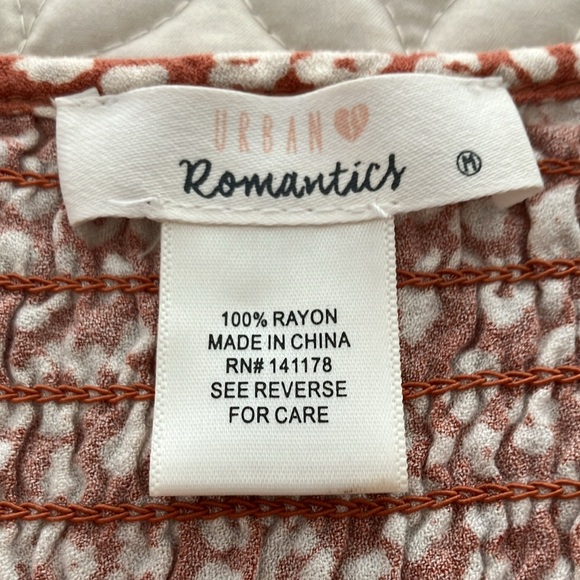 URBAN
Romantics M
100% RAYON
MADE IN CHINA
RN# 141178
SEE REVERSE
FOR CARE